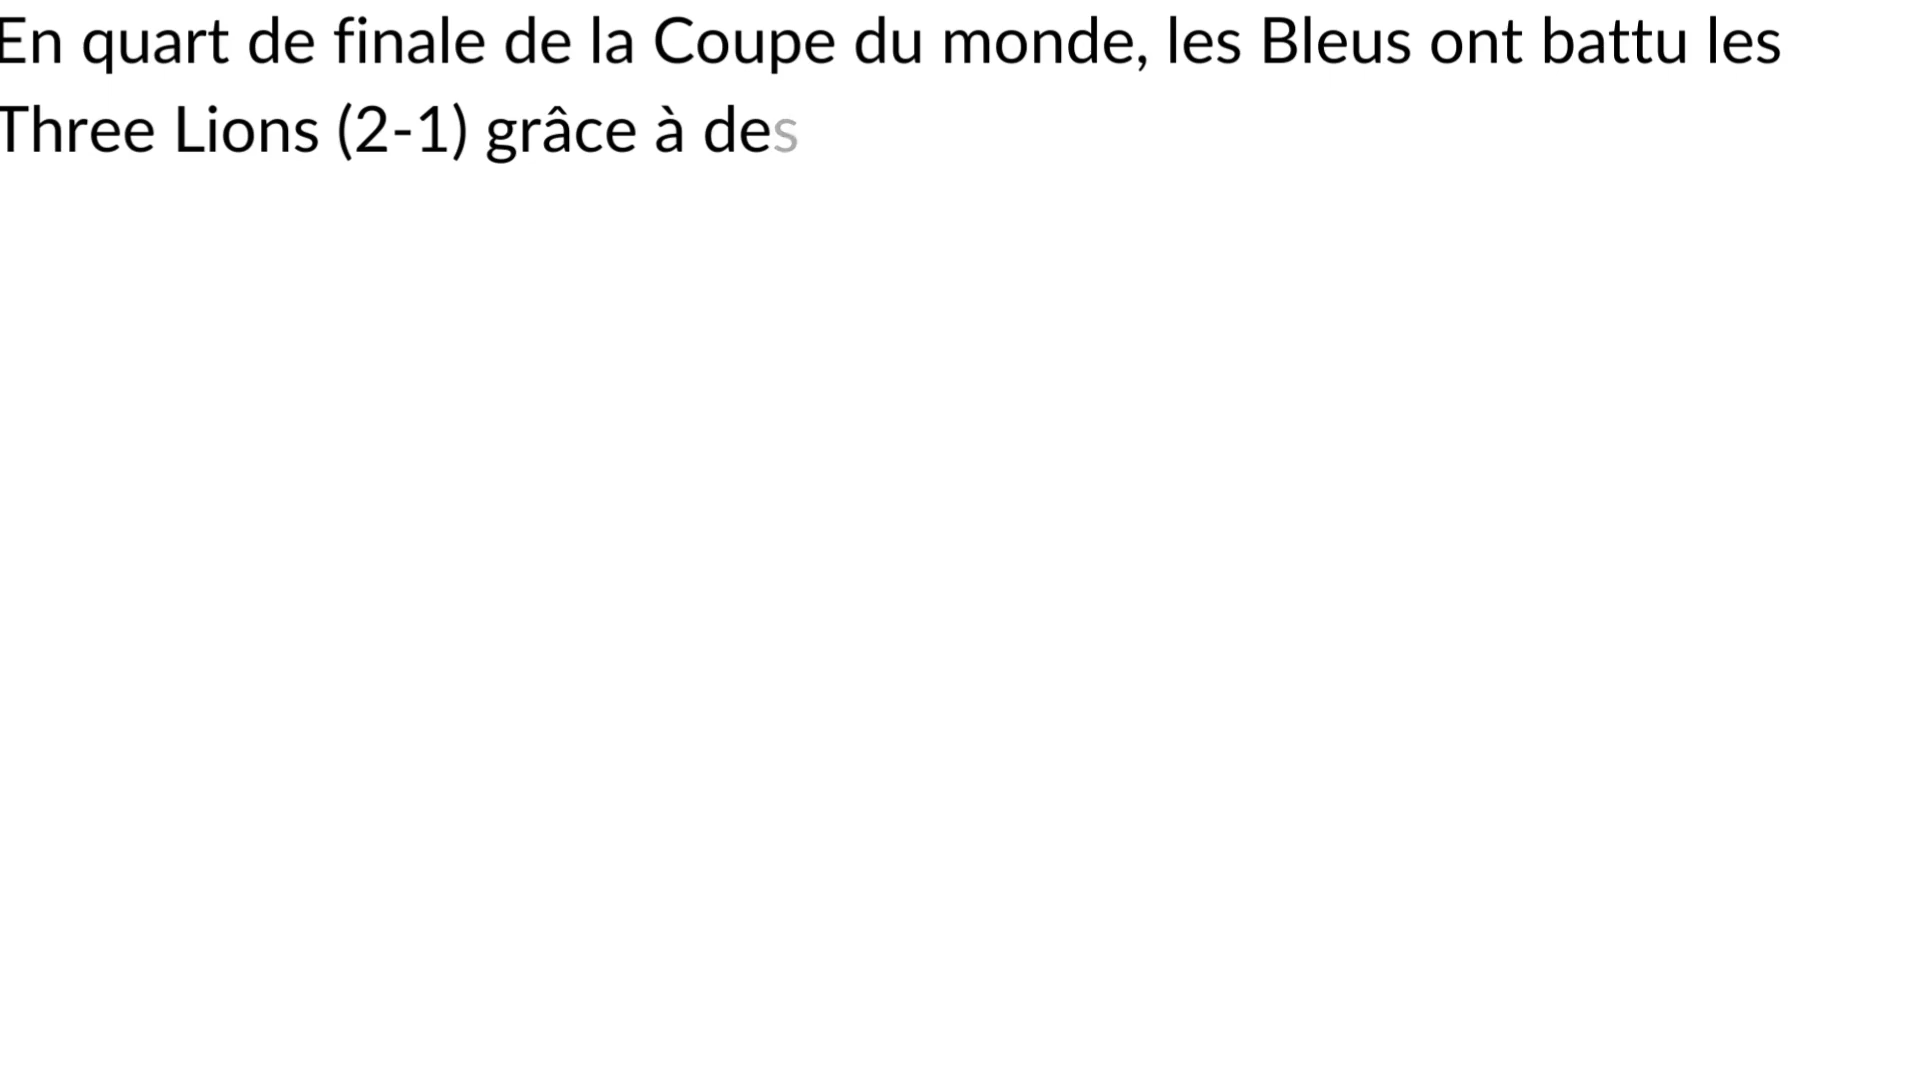 En quart de finale de la Coupe du monde, les Bleus ont battu les
Three Lions (2-1) grâce à des